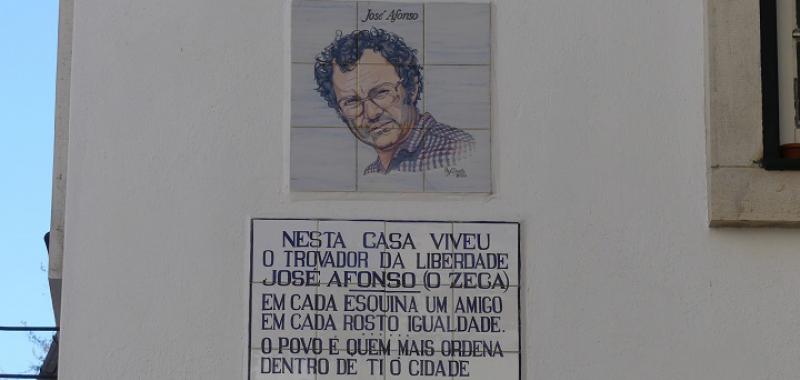 José Afonso
NESTA CASA VIVEU
O TROVADOR DA LIBERDADE
JOSÉ AFONSO (O ZECA)
EM CADA ESQUINA UM AMIGO
EM CADA ROSTO IGUALDADE.
O POVO É QUEM MAIS ORDENA
DENTRO DE TI Ó CIDADE